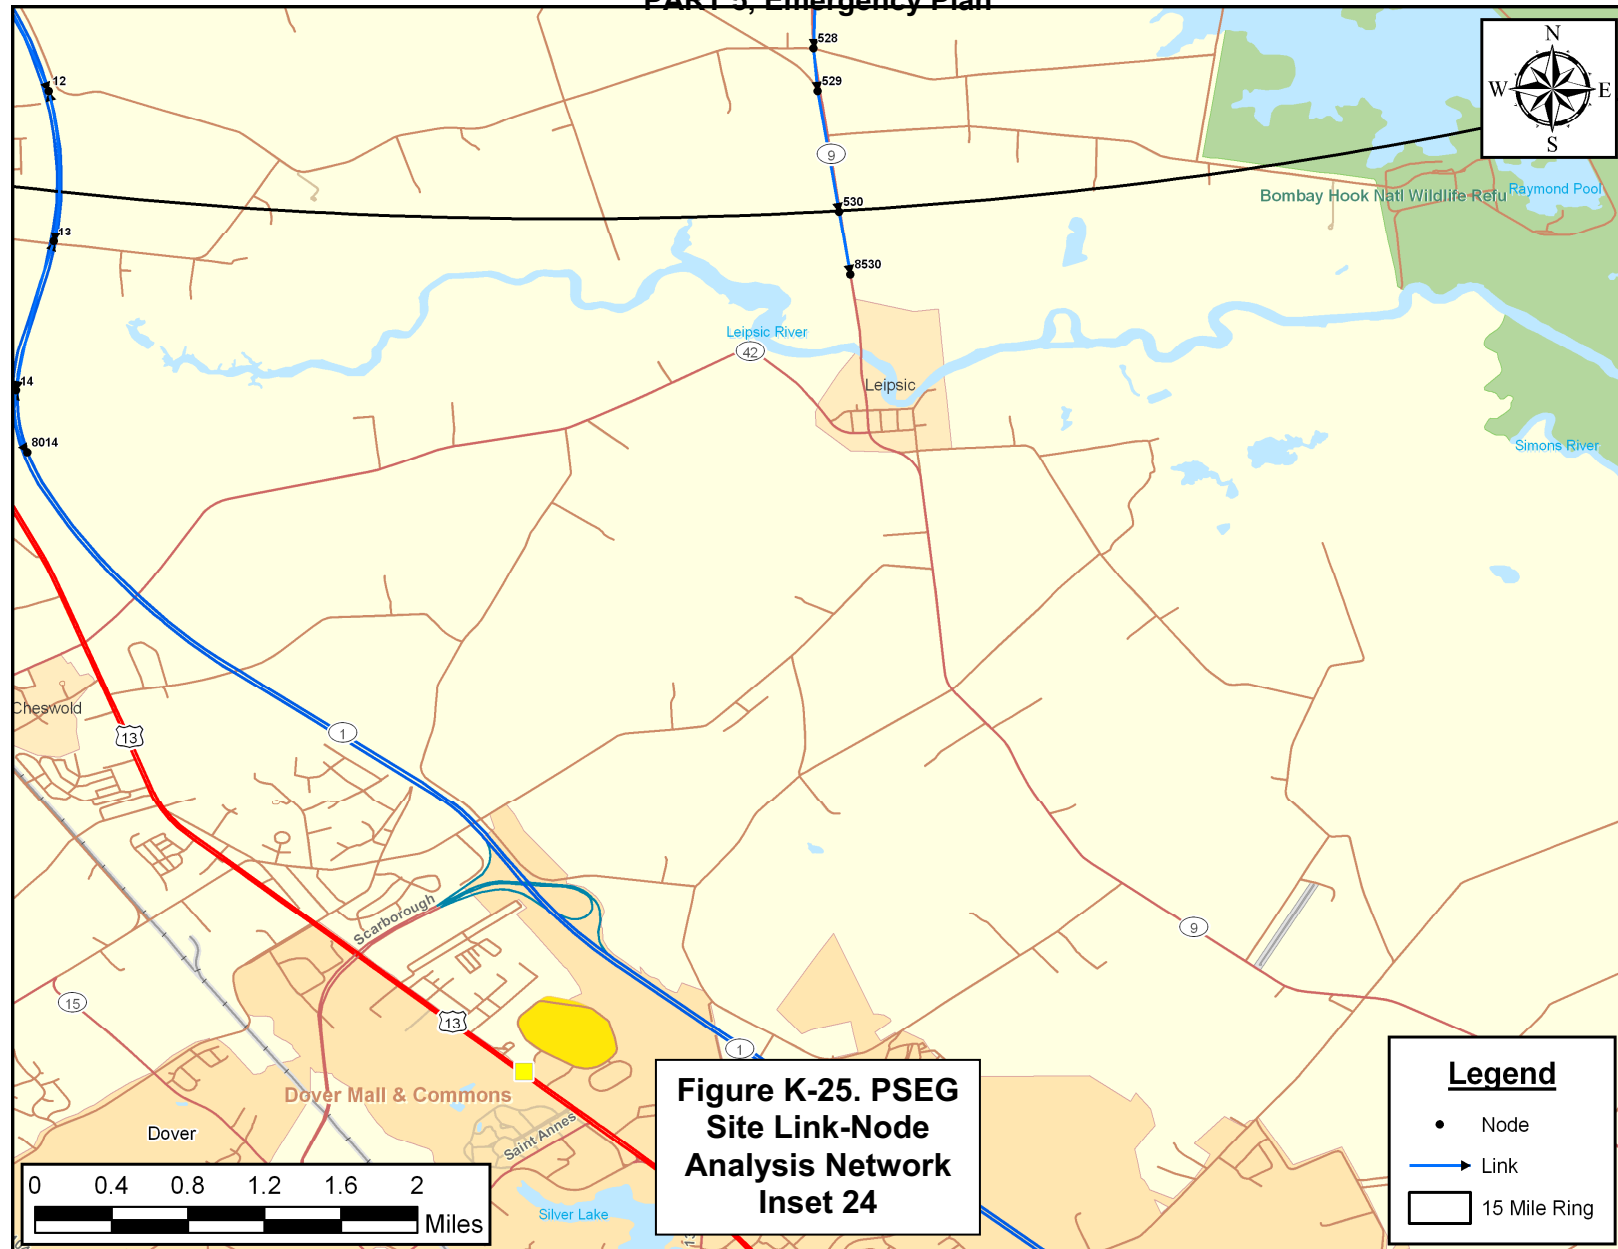 PART 5, Emergency Plan
528
12
529
N
W
E
S
9
Bombay Hook Natl Wildlife Refu
Raymond Pool
530
13
8530
Leipsic River
42
14
Leipsic
8014
Simons River
Cheswold
13
1
Scarborough
9
15
13
1
Dover Mall & Commons
Saint Annes
Dover
Silver Lake
13
Figure K-25. PSEG
Site Link-Node
Analysis Network
Inset 24
Legend
Node
Link
15 Mile Ring
0 0.4 0.8 1.2 1.6 2
Miles